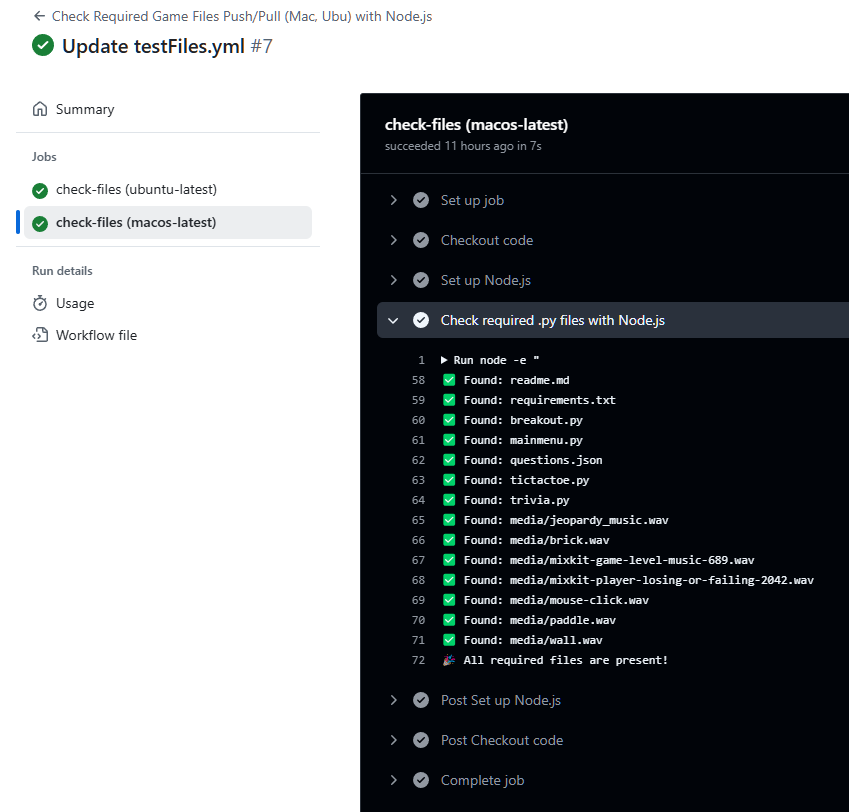 ← Check Required Game Files Push/Pull (Mac, Ubu) with Node.js
Update testFiles.yml #7
Summary
Jobs
check-files (ubuntu-latest)
check-files (macos-latest)
Run details
Usage
Workflow file
check-files (macos-latest)
succeeded 11 hours ago in 7s
Set up job
Checkout code
Set up Node.js
Check required .py files with Node.js
1 ▶ Run node -e "
58 ✅ Found: readme.md
59 ✅ Found: requirements.txt
60 ✅ Found: breakout.py
61 ✅ Found: mainmenu.py
62 ✅ Found: questions.json
63 ✅ Found: tictactoe.py
64 ✅ Found: trivia.py
65 ✅ Found: media/jeopardy_music.wav
66 ✅ Found: media/brick.wav
67 ✅ Found: media/mixkit-game-level-music-689.wav
68 ✅ Found: media/mixkit-player-losing-or-failing-2042.wav
69 ✅ Found: media/mouse-click.wav
70 ✅ Found: media/paddle.wav
71 ✅ Found: media/wall.wav
72 🎉 All required files are present!
Post Set up Node.js
Post Checkout code
Complete job